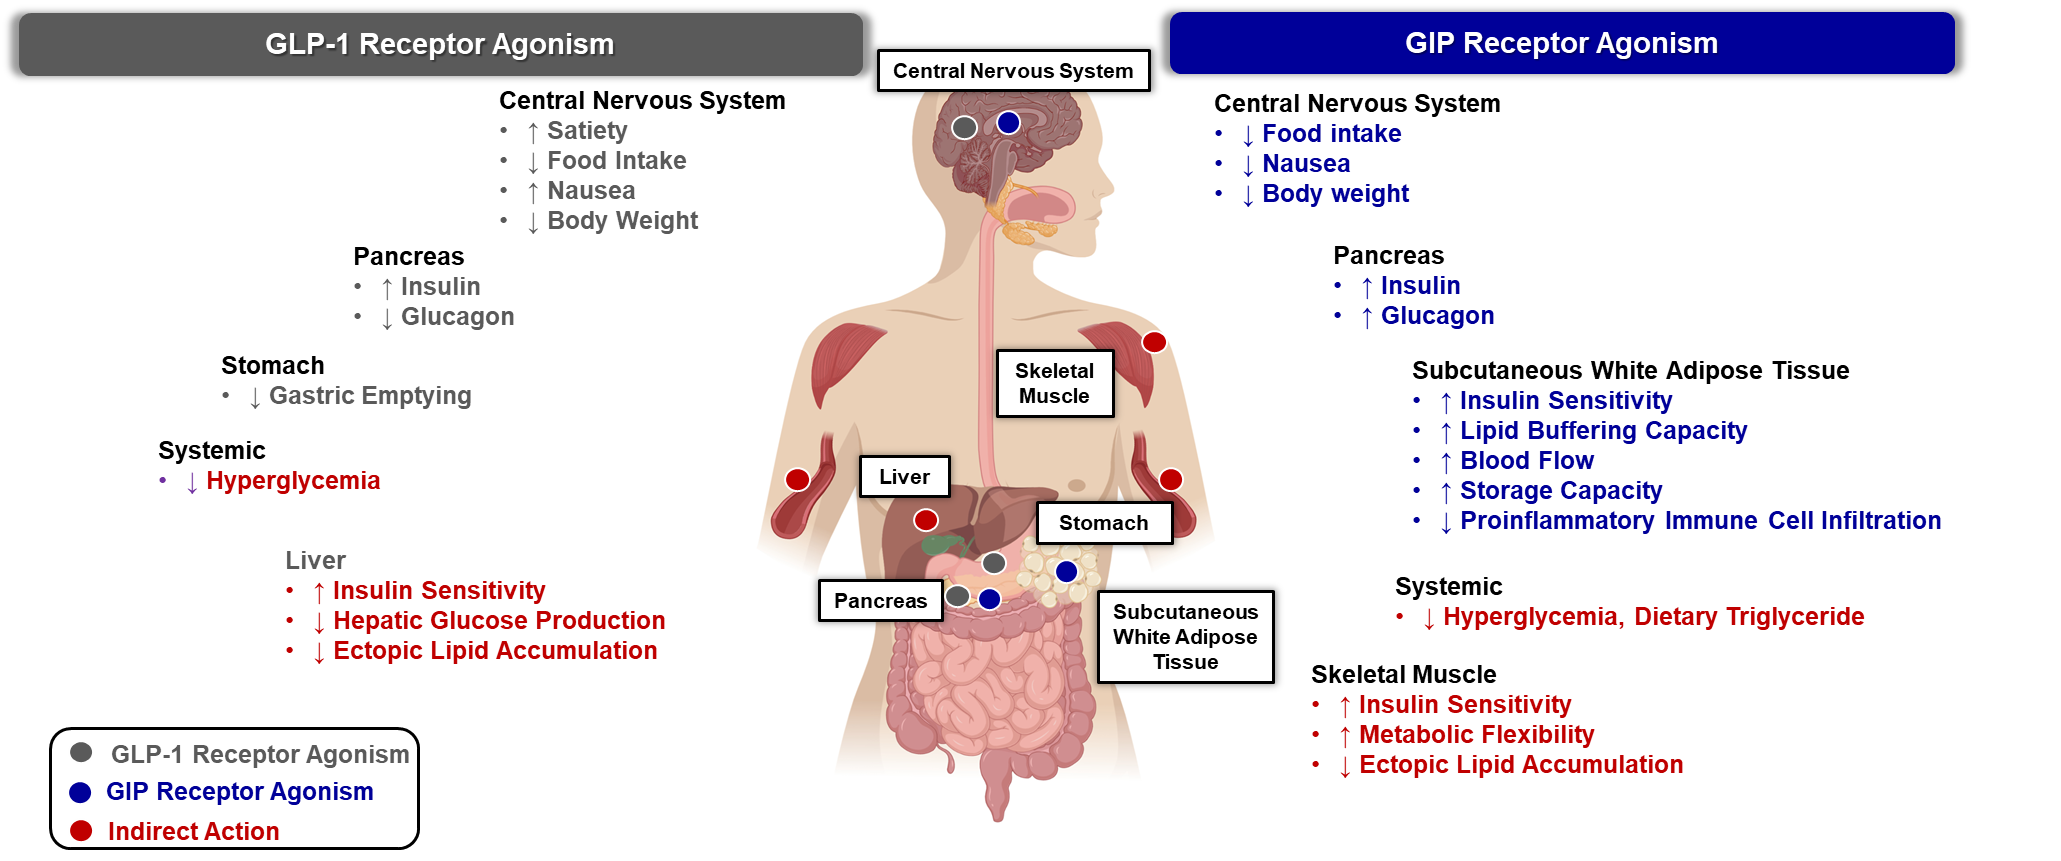 GLP-1 Receptor Agonism
Central Nervous System
• ↑ Satiety
• ↓ Food Intake
• ↑ Nausea
• ↓ Body Weight
Pancreas
• ↑ Insulin
• ↓ Glucagon
Stomach
• ↓ Gastric Emptying
Systemic
• ↓ Hyperglycemia
Liver
• ↑ Insulin Sensitivity
• ↓ Hepatic Glucose Production
• ↓ Ectopic Lipid Accumulation
GLP-1 Receptor Agonism
GIP Receptor Agonism
Indirect Action
Central Nervous System
Skeletal
Muscle
Liver
Stomach
Pancreas
Subcutaneous
White Adipose
Tissue
GIP Receptor Agonism
Central Nervous System
• ↓ Food intake
• ↓ Nausea
• ↓ Body weight
Pancreas
• ↑ Insulin
• ↑ Glucagon
Subcutaneous White Adipose Tissue
• ↑ Insulin Sensitivity
• ↑ Lipid Buffering Capacity
• ↑ Blood Flow
• ↑ Storage Capacity
• ↓ Proinflammatory Immune Cell Infiltration
Systemic
• ↓ Hyperglycemia, Dietary Triglyceride
Skeletal Muscle
• ↑ Insulin Sensitivity
• ↑ Metabolic Flexibility
• ↓ Ectopic Lipid Accumulation